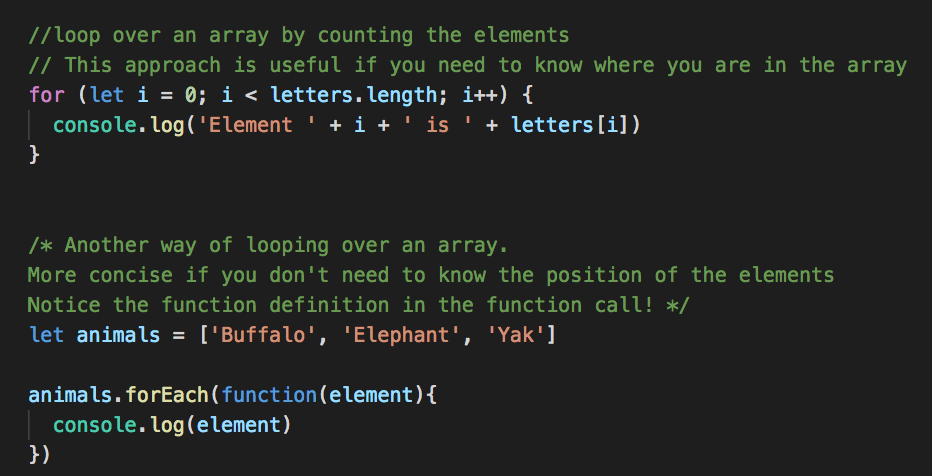 //loop over an array by counting the elements
// This approach is useful if you need to know where you are in the array
for (let i = 0; i < letters.length; i++) {
  console.log('Element ' + i + ' is ' + letters[i])
}
/* Another way of looping over an array.
More concise if you don't need to know the position of the elements
Notice the function definition in the function call! */
let animals = ['Buffalo', 'Elephant', 'Yak']
animals.forEach(function(element){
  console.log(element)
})